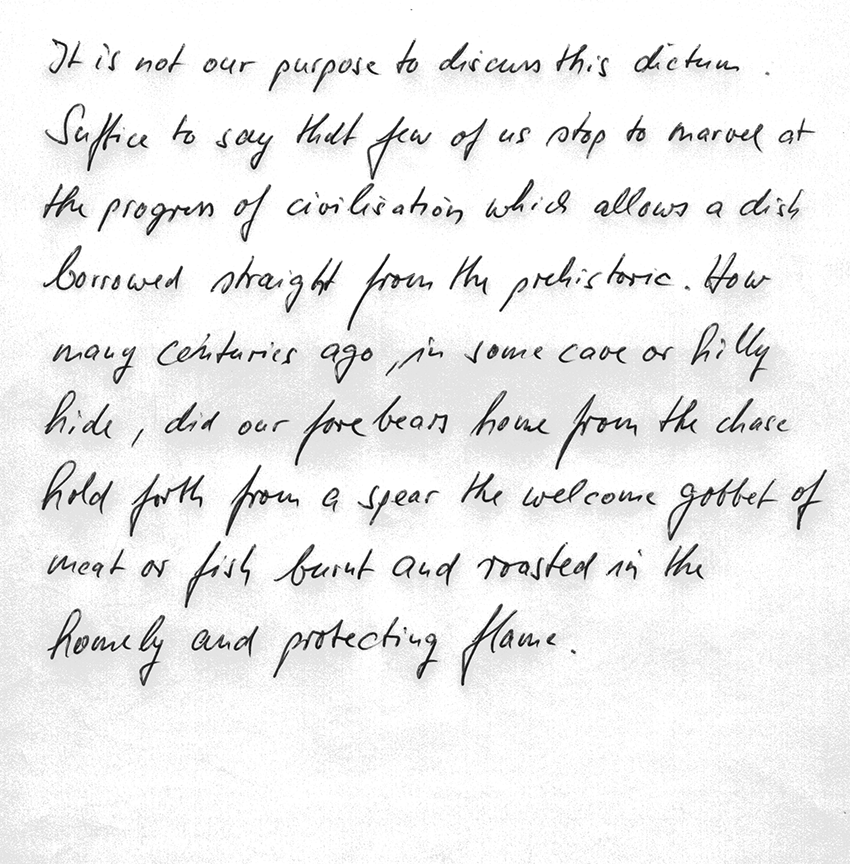 It is not our purpose to discuss this dictum.
Suffice to say that few of us stop to marvel at
the progress of civilisation which allows a dish
borrowed straight from the prehistoric. How
many centuries ago, in some cave or hilly
hide, did our forebears home from the chase
hold forth from a spear the welcome gobbet of
meat or fish burnt and roasted in the
homely and protecting flame.